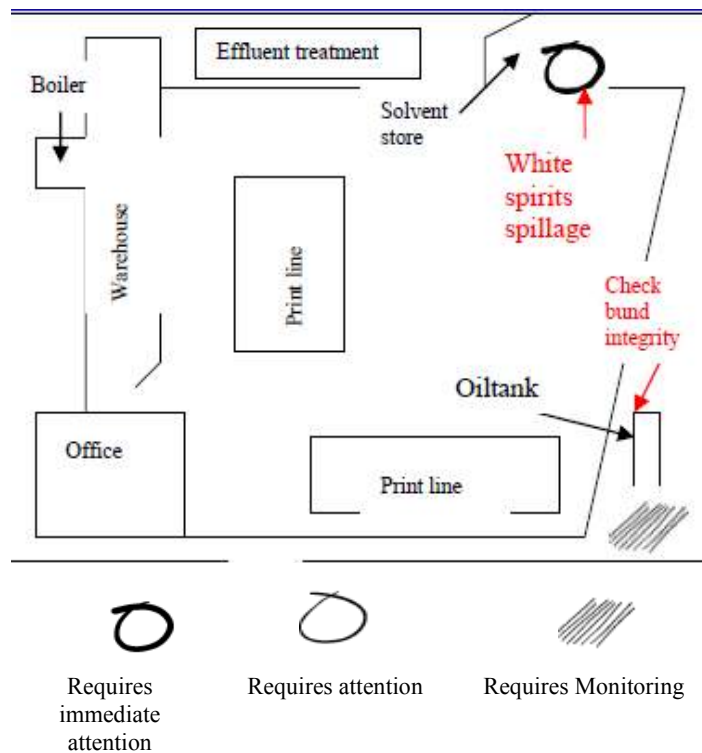 Effluent treatment
Boiler
Solvent
store
White
spirits
spillage
Warehouse
Print line
Check
bund
integrity
Oiltank
Office
Print line
Requires
immediate
attention
Requires attention
Requires Monitoring